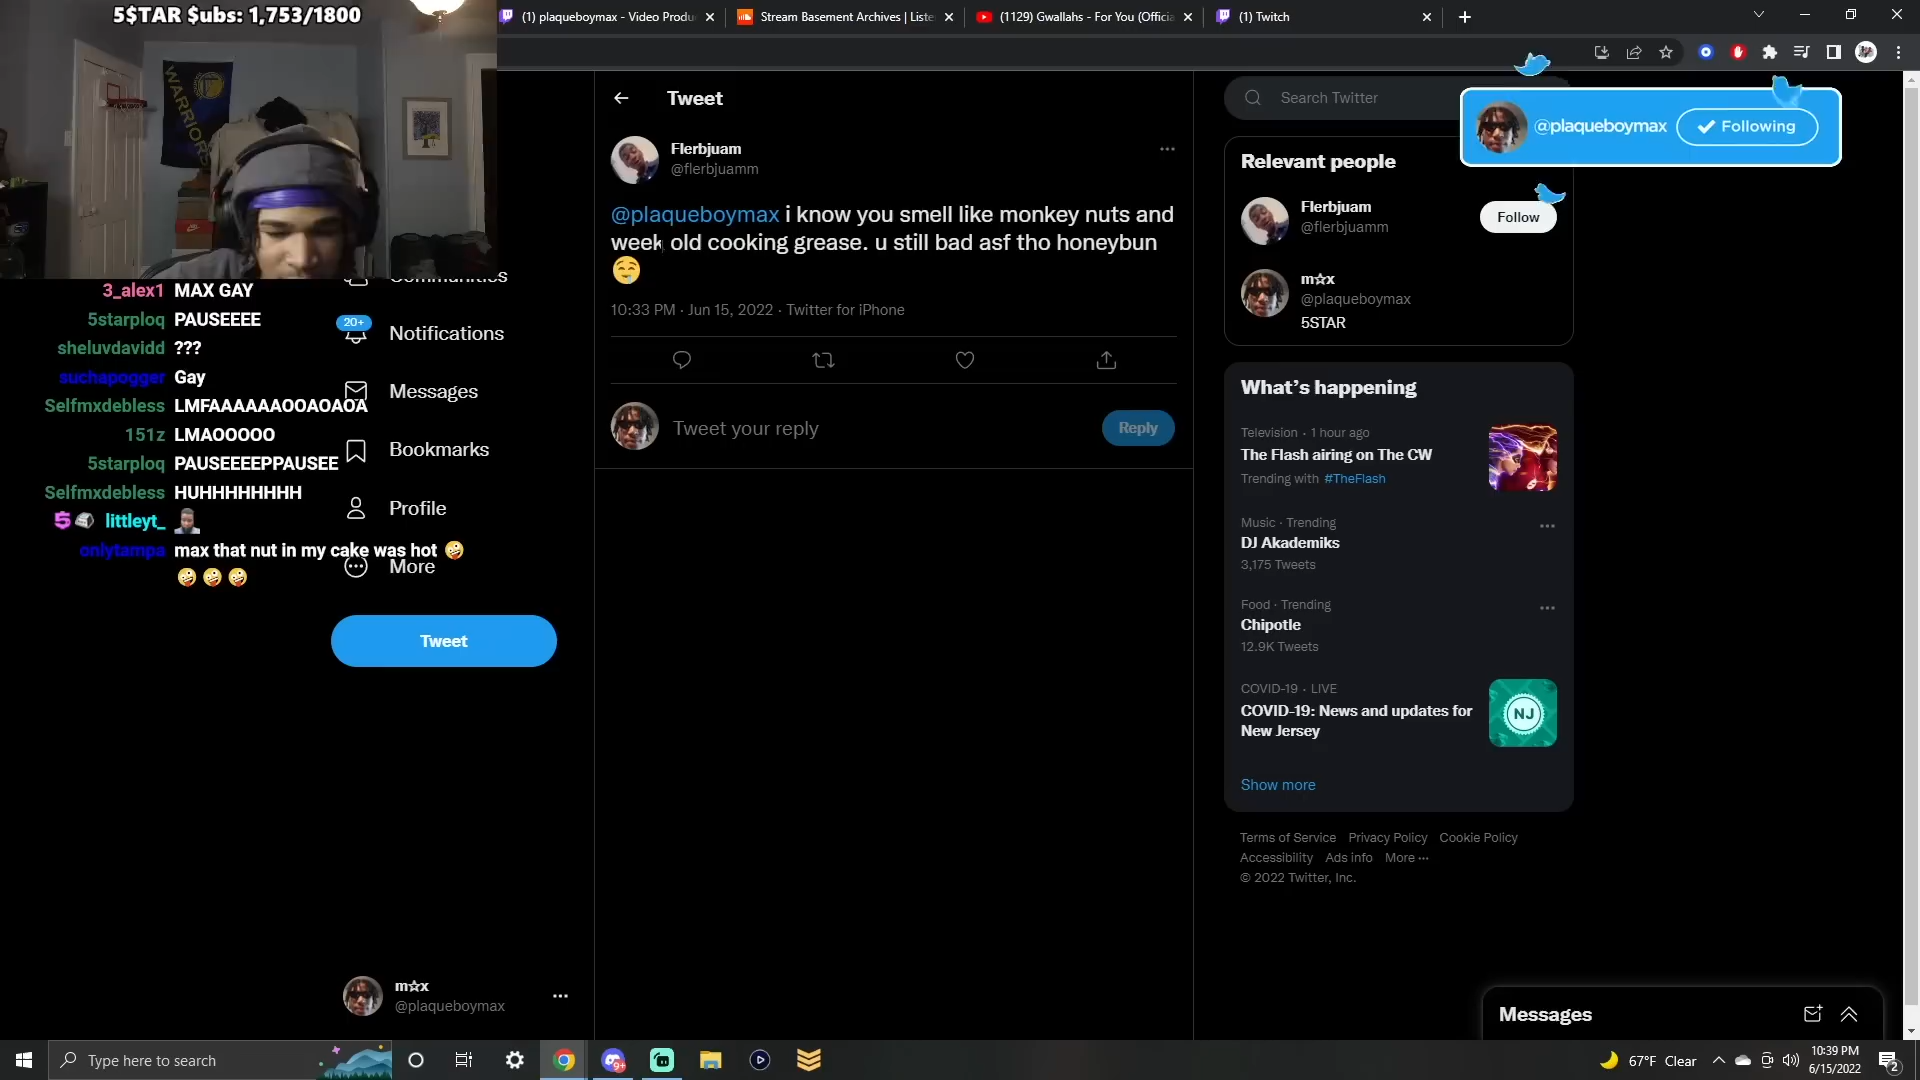 5$TAR $ubs: 1,753/1800
(1) plaqueboymax - Video Produ
Stream Basement Archives | Liste
(1129) Gwallahs - For You (Officia
(1) Twitch
WARRIORS
Tweet
Search Twitter
@plaqueboymax
Following
Flerbjuam
@flerbjuamm
@plaqueboymax i know you smell like monkey nuts and
week old cooking grease. u still bad asf tho honeybun
🤤
10:33 PM · Jun 15, 2022 · Twitter for iPhone
Tweet your reply
Reply
Relevant people
Flerbjuam
@flerbjuamm
Follow
m☆x
@plaqueboymax
5STAR
What's happening
Television · 1 hour ago
The Flash airing on The CW
Trending with #TheFlash
Music · Trending
DJ Akademiks
3,175 Tweets
Food · Trending
Chipotle
12.9K Tweets
COVID-19 · LIVE
COVID-19: News and updates for
New Jersey
NJ
Show more
Terms of Service Privacy Policy Cookie Policy
Accessibility Ads info More ···
© 2022 Twitter, Inc.
Communities
20+
Notifications
Messages
Bookmarks
Profile
More
Tweet
3_alex1 MAX GAY
5starploq PAUSEEEE
sheluvdavidd ???
suchapogger Gay
Selfmxdebless LMFAAAAAAOOAOAOA
151z LMAOOOOO
5starploq PAUSEEEEPPAUSEE
Selfmxdebless HUHHHHHHHH
5 littleyt_
onlytampa max that nut in my cake was hot 🤪
🤪🤪🤪
m☆x
@plaqueboymax
Messages
Type here to search
9+
67°F Clear
10:39 PM
6/15/2022
2